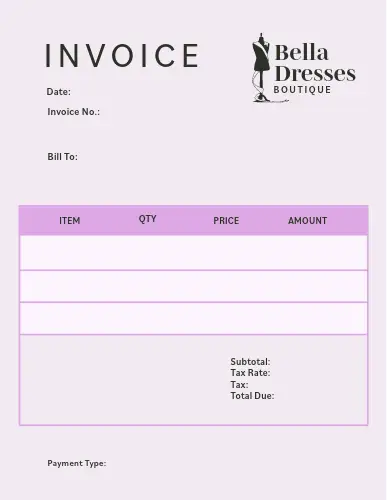 INVOICE
Bella
Dresses
BOUTIQUE
Date:
Invoice No.:
Bill To:
ITEM QTY PRICE AMOUNT
Subtotal:
Tax Rate:
Tax:
Total Due:
Payment Type: